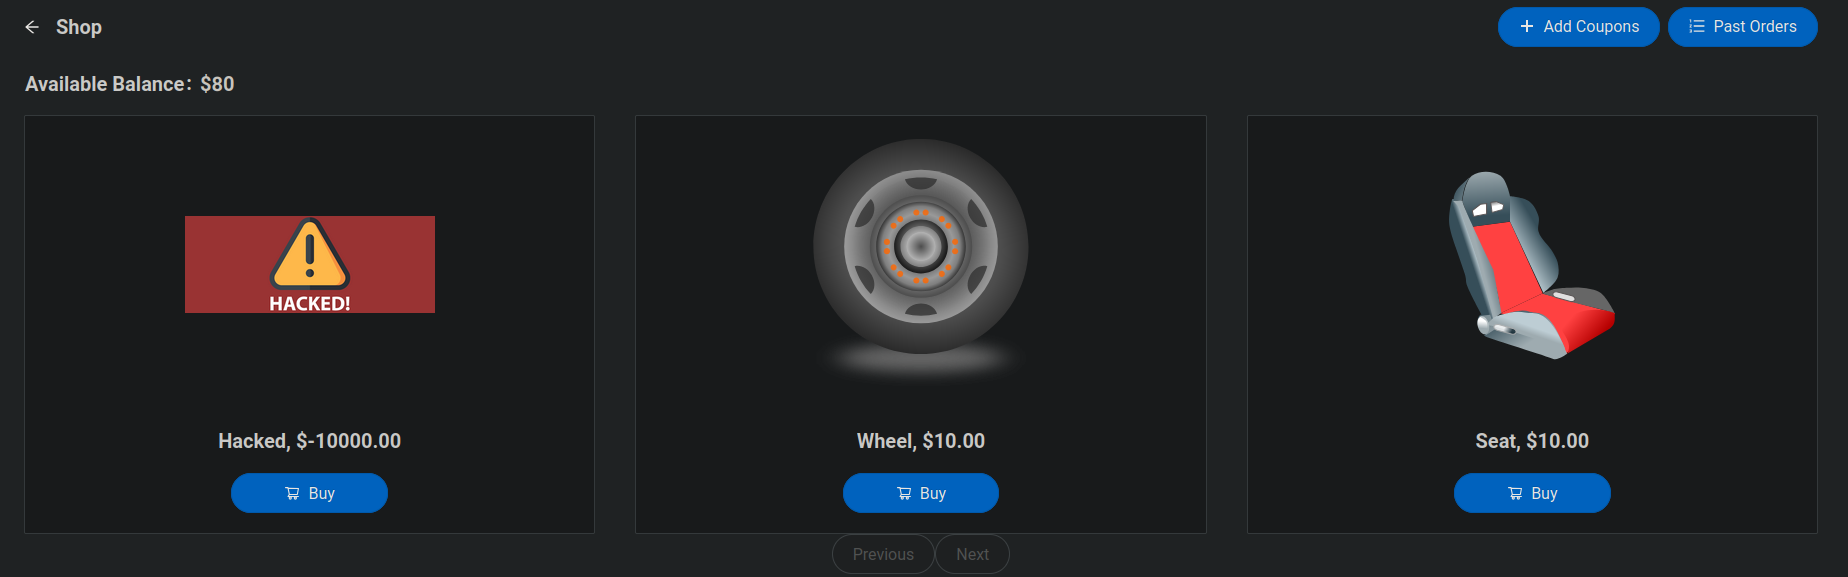 Shop
Add Coupons
Past Orders
Available Balance: $80
HACKED!
Hacked, $-10000.00
Buy
Wheel, $10.00
Buy
Seat, $10.00
Buy
Previous
Next